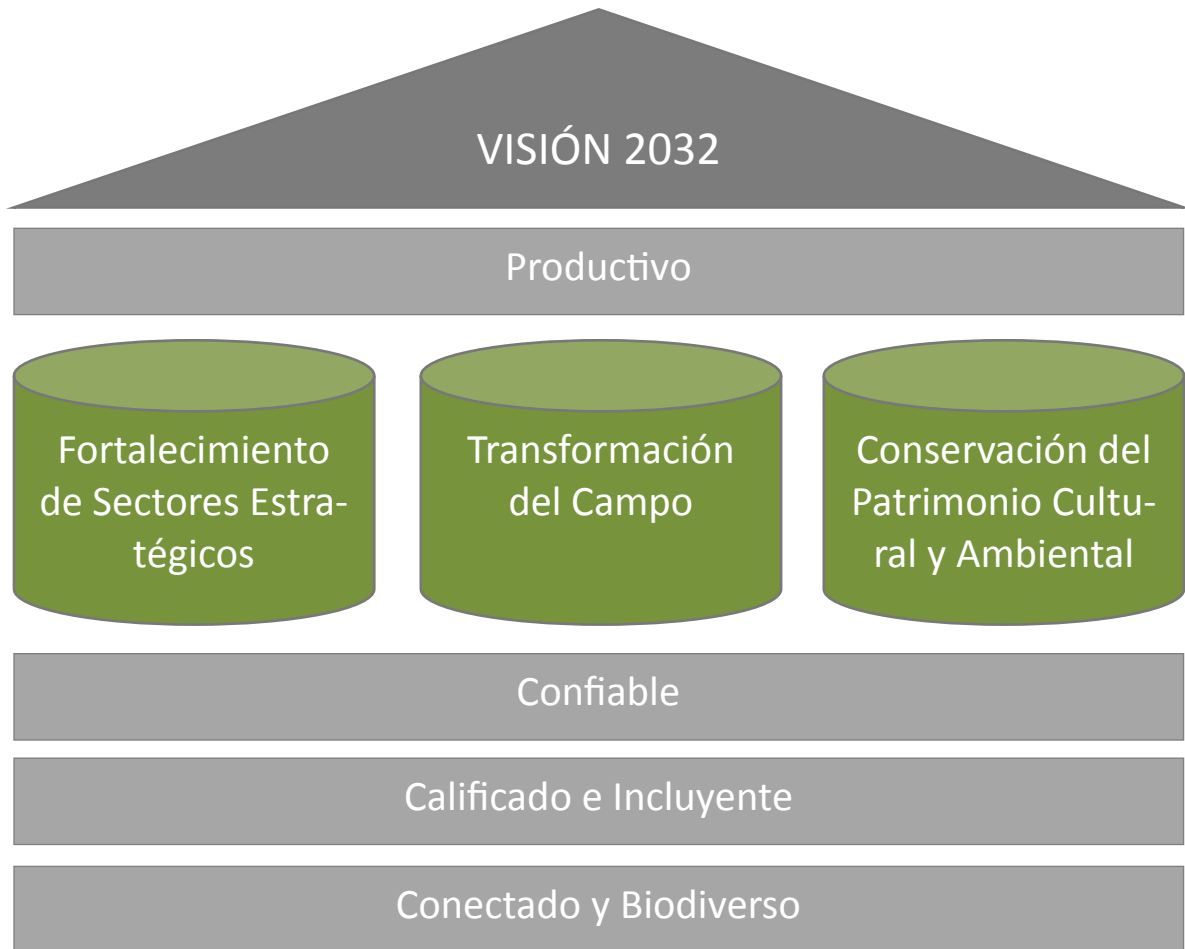 VISIÓN 2032
Productivo
Fortalecimiento
de Sectores Estra-
tégicos
Transformación
del Campo
Conservación del
Patrimonio Cultu-
ral y Ambiental
Confiable
Calificado e Incluyente
Conectado y Biodiverso